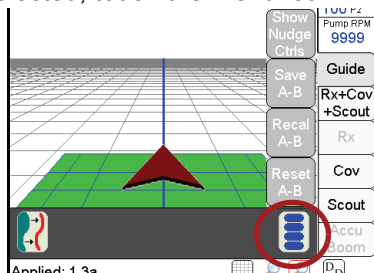 Show
Nudge
Ctrls
Save
A-B
Recal
A-B
Reset
A-B
Pump RPM
9999
Guide
Rx+Cov
+Scout
Rx
Cov
Scout
Accu
Boom
Applied: 1.3a